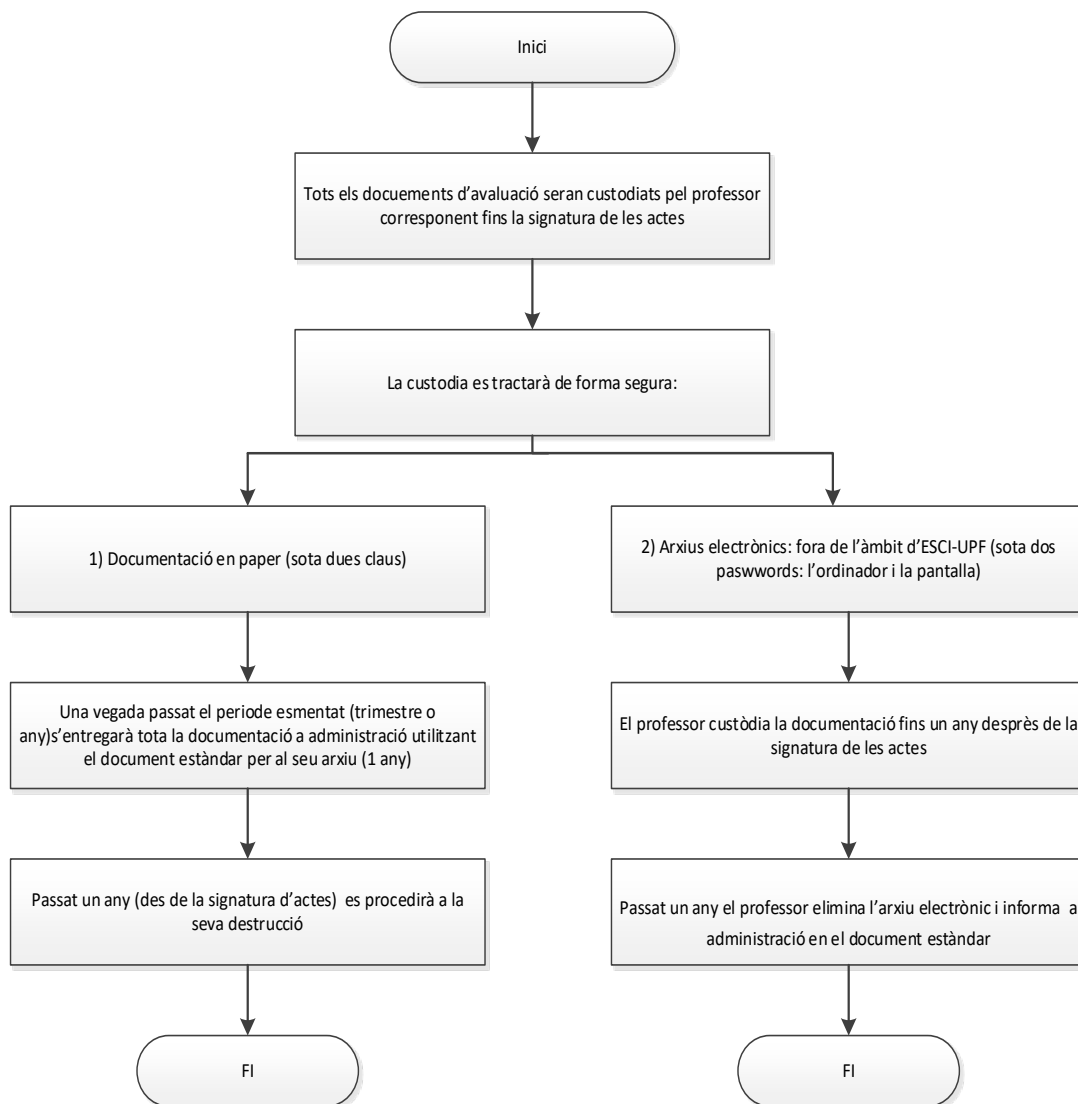 Inici
Tots els docuements d’avaluació seran custodiats pel professor
corresponent fins la signatura de les actes
La custodia es tractarà de forma segura:
1) Documentació en paper (sota dues claus)
2) Arxius electrònics: fora de l’àmbit d’ESCI-UPF (sota dos
paswwords: l’ordinador i la pantalla)
Una vegada passat el periode esmentat (trimestre o
any)s’entregarà tota la documentació a administració utilitzant
el document estàndar per al seu arxiu (1 any)
El professor custòdia la documentació fins un any desprès de la
signatura de les actes
Passat un any (des de la signatura d’actes) es procedirà a la
seva destrucció
Passat un any el professor elimina l’arxiu electrònic i informa a
administració en el document estàndar
FI
FI